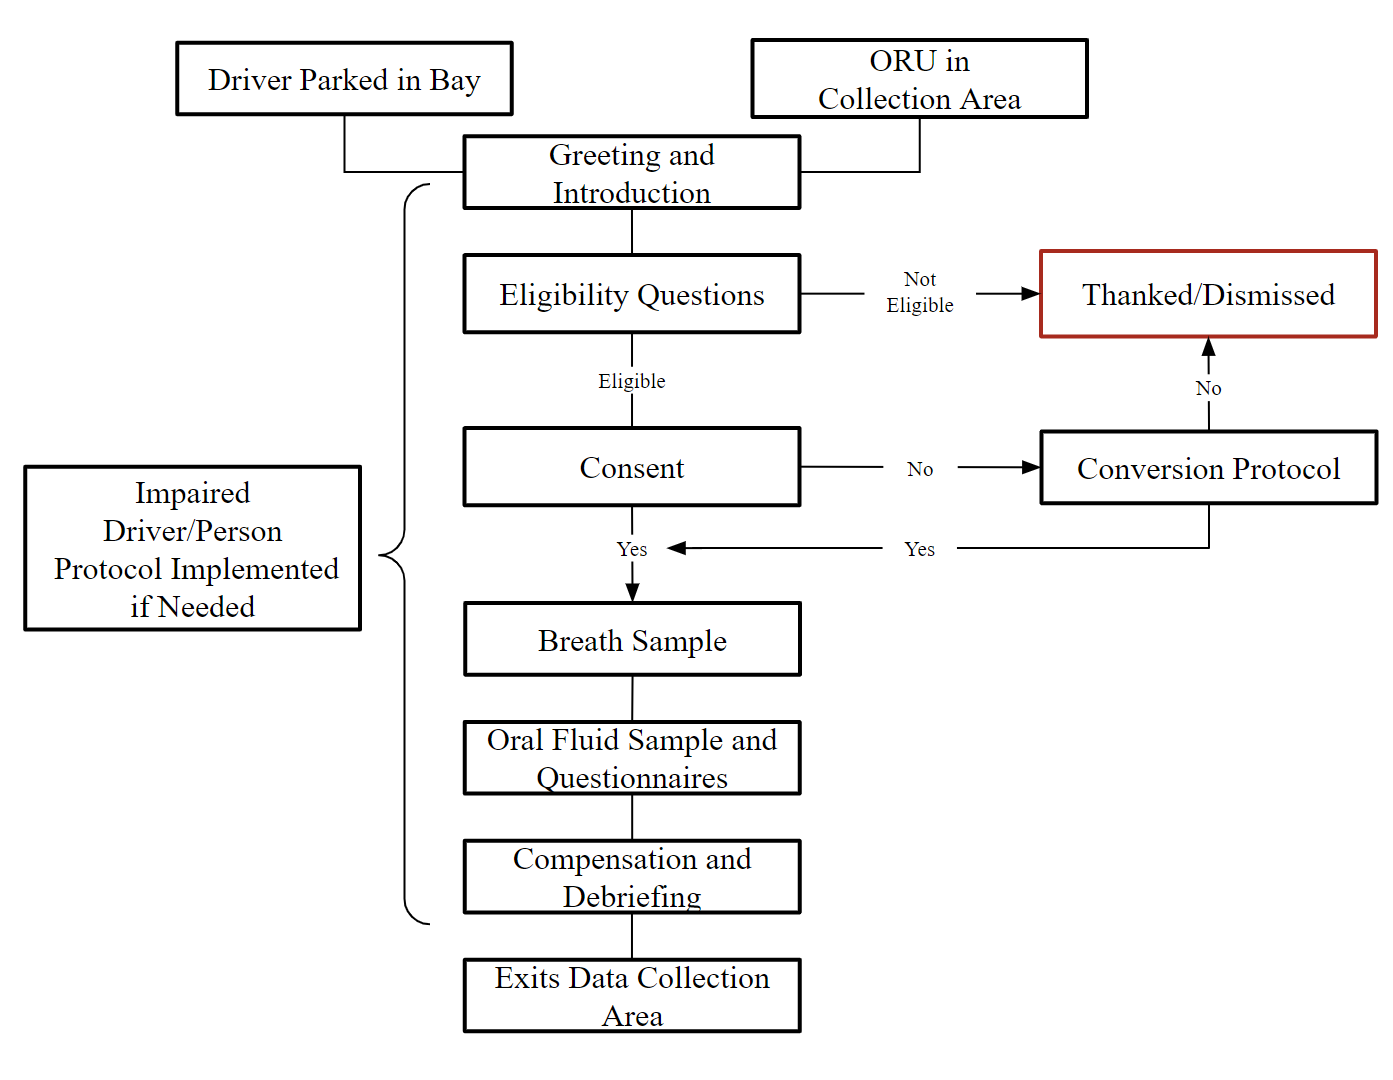 Driver Parked in Bay
ORU in
Collection Area
Greeting and
Introduction
Eligibility Questions
Not
Eligible
Thanked/Dismissed
Eligible
No
Consent
No
Conversion Protocol
Impaired
Driver/Person
Protocol Implemented
if Needed
Yes
Yes
Breath Sample
Oral Fluid Sample and
Questionnaires
Compensation and
Debriefing
Exits Data Collection
Area